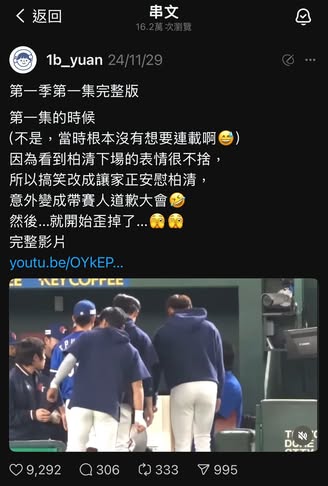 返回
串文
16.2萬次瀏覽
1b_yuan 24/11/29
第一季第一集完整版
第一集的時候
(不是，當時根本沒有想要連載啊😅)
因為看到柏清下場的表情很不捨，
所以搞笑改成讓家正安慰柏清，
意外變成帶賽人道歉大會🤣
然後...就開始歪掉了...🫣🫣
完整影片
youtu.be/OYkEP...
KEY COFFEE
TOKYO
DOME
CITY
9,292 306 333 995